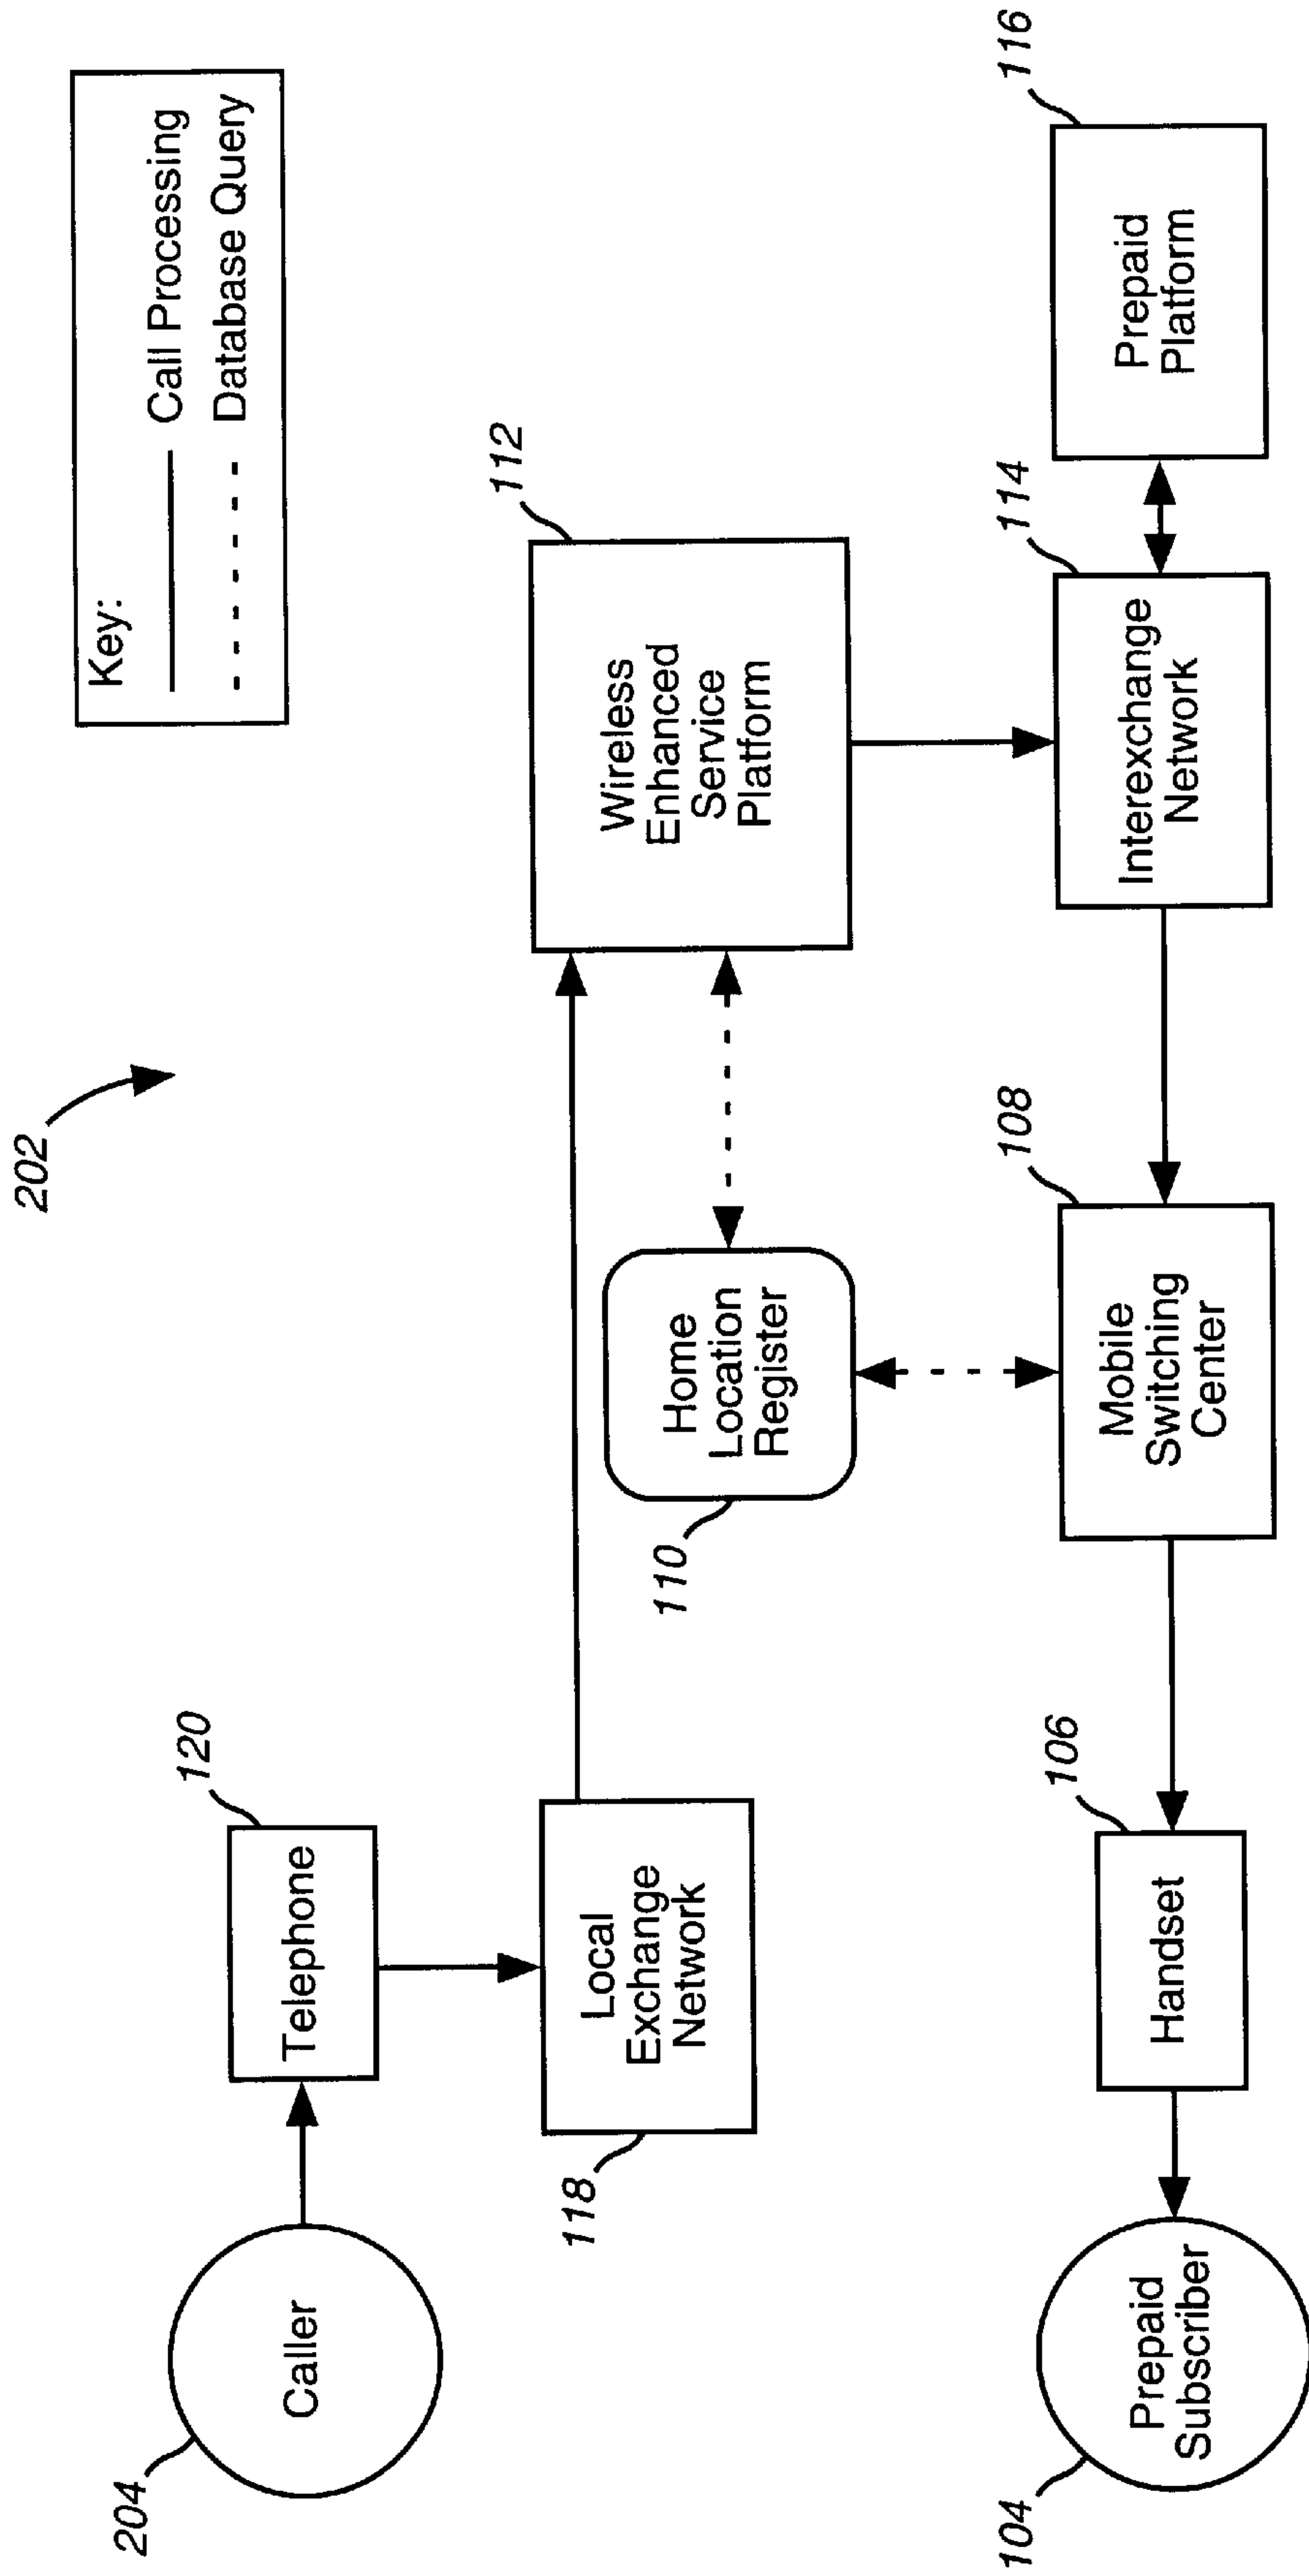 202
Key:
Call Processing
Database Query
204
Caller
120
Telephone
118
Local
Exchange
Network
112
Wireless
Enhanced
Service
Platform
110
Home
Location
Register
104
Prepaid
Subscriber
106
Handset
108
Mobile
Switching
Center
114
Interexchange
Network
116
Prepaid
Platform